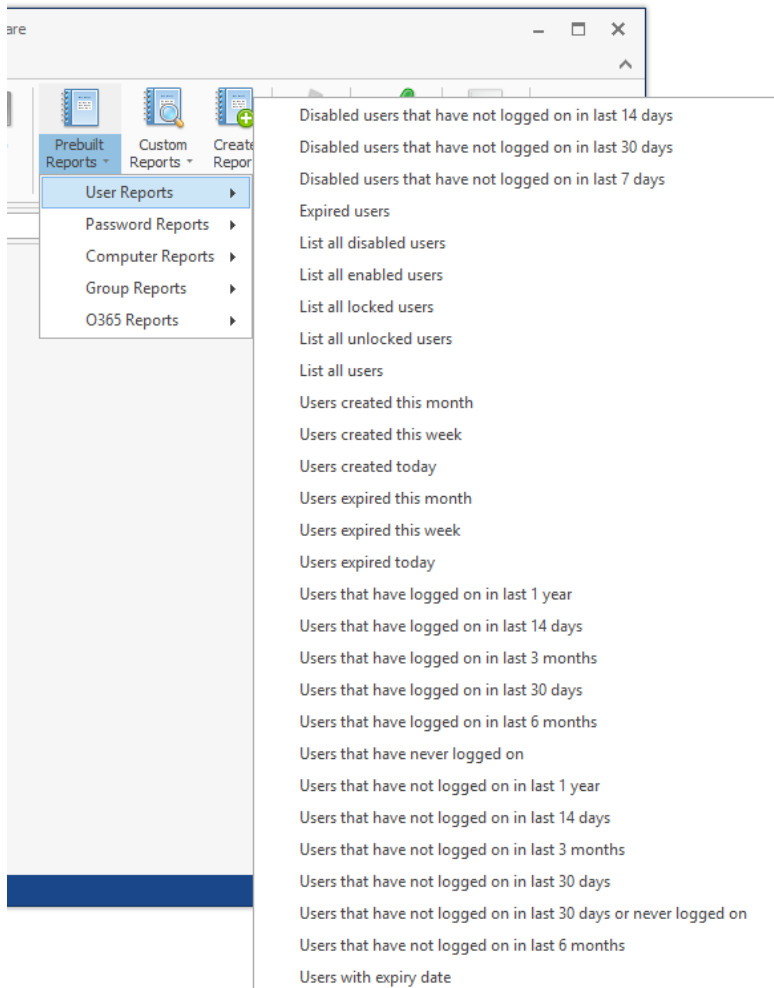 are
Prebuilt
Reports
Custom
Reports
Create
Repor
User Reports
Password Reports
Computer Reports
Group Reports
O365 Reports
Disabled users that have not logged on in last 14 days
Disabled users that have not logged on in last 30 days
Disabled users that have not logged on in last 7 days
Expired users
List all disabled users
List all enabled users
List all locked users
List all unlocked users
List all users
Users created this month
Users created this week
Users created today
Users expired this month
Users expired this week
Users expired today
Users that have logged on in last 1 year
Users that have logged on in last 14 days
Users that have logged on in last 3 months
Users that have logged on in last 30 days
Users that have logged on in last 6 months
Users that have never logged on
Users that have not logged on in last 1 year
Users that have not logged on in last 14 days
Users that have not logged on in last 3 months
Users that have not logged on in last 30 days
Users that have not logged on in last 30 days or never logged on
Users that have not logged on in last 6 months
Users with expiry date